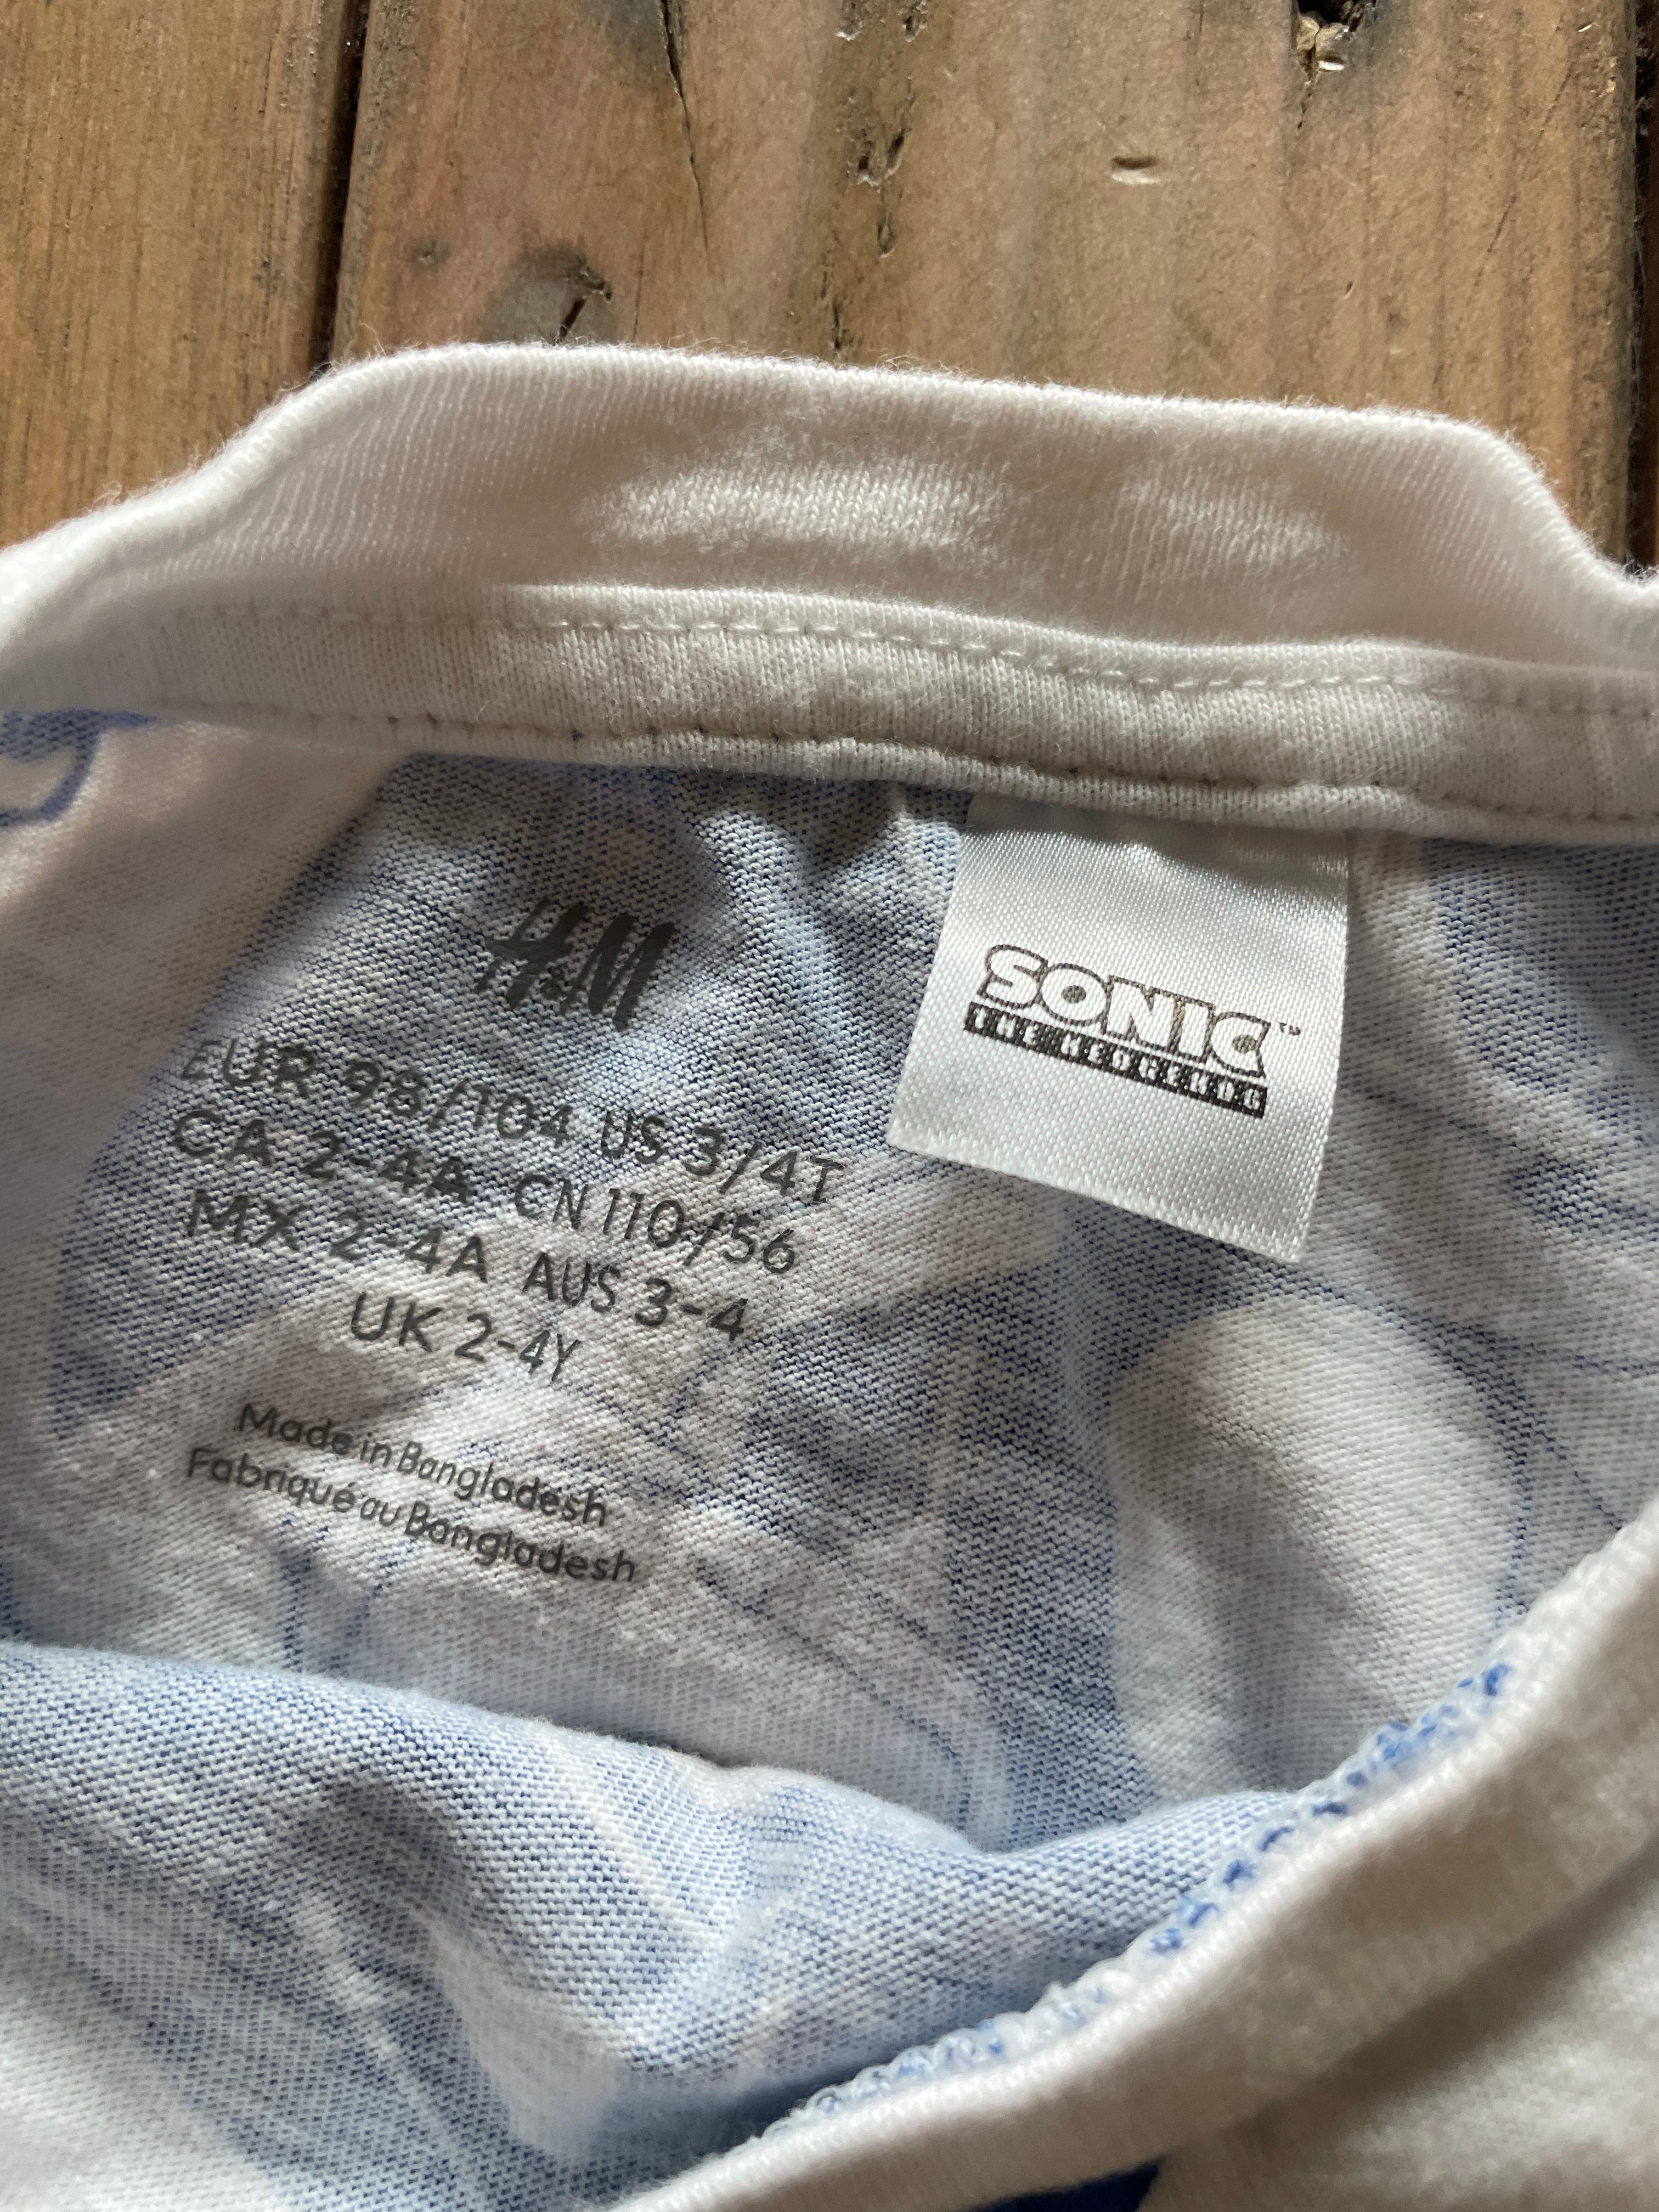 H&M
EUR 98/104 US 3/4T
CA 2-4A CN 110/56
MX 2-4A AUS 3-4
UK 2-4Y
Made in Bangladesh
Fabriqué au Bangladesh
SONIC™
THE HEDGEHOG